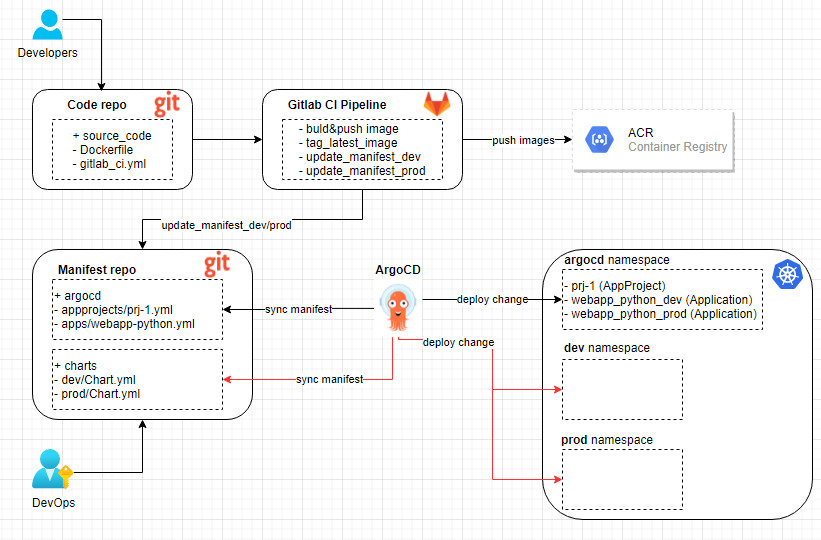 Developers
Code repo
git
+ source_code
- Dockerfile
- gitlab_ci.yml
Gitlab CI Pipeline
- buld&push image
- tag_latest_image
- update_manifest_dev
- update_manifest_prod
push images
ACR
Container Registry
update_manifest_dev/prod
Manifest repo
git
+ argocd
- appprojects/prj-1.yml
- apps/webapp-python.yml
+ charts
- dev/Chart.yml
- prod/Chart.yml
ArgoCD
sync manifest
deploy change
deploy change
sync manifest
argocd namespace
- prj-1 (AppProject)
- webapp_python_dev (Application)
- webapp_python_prod (Application)
dev namespace
prod namespace
DevOps